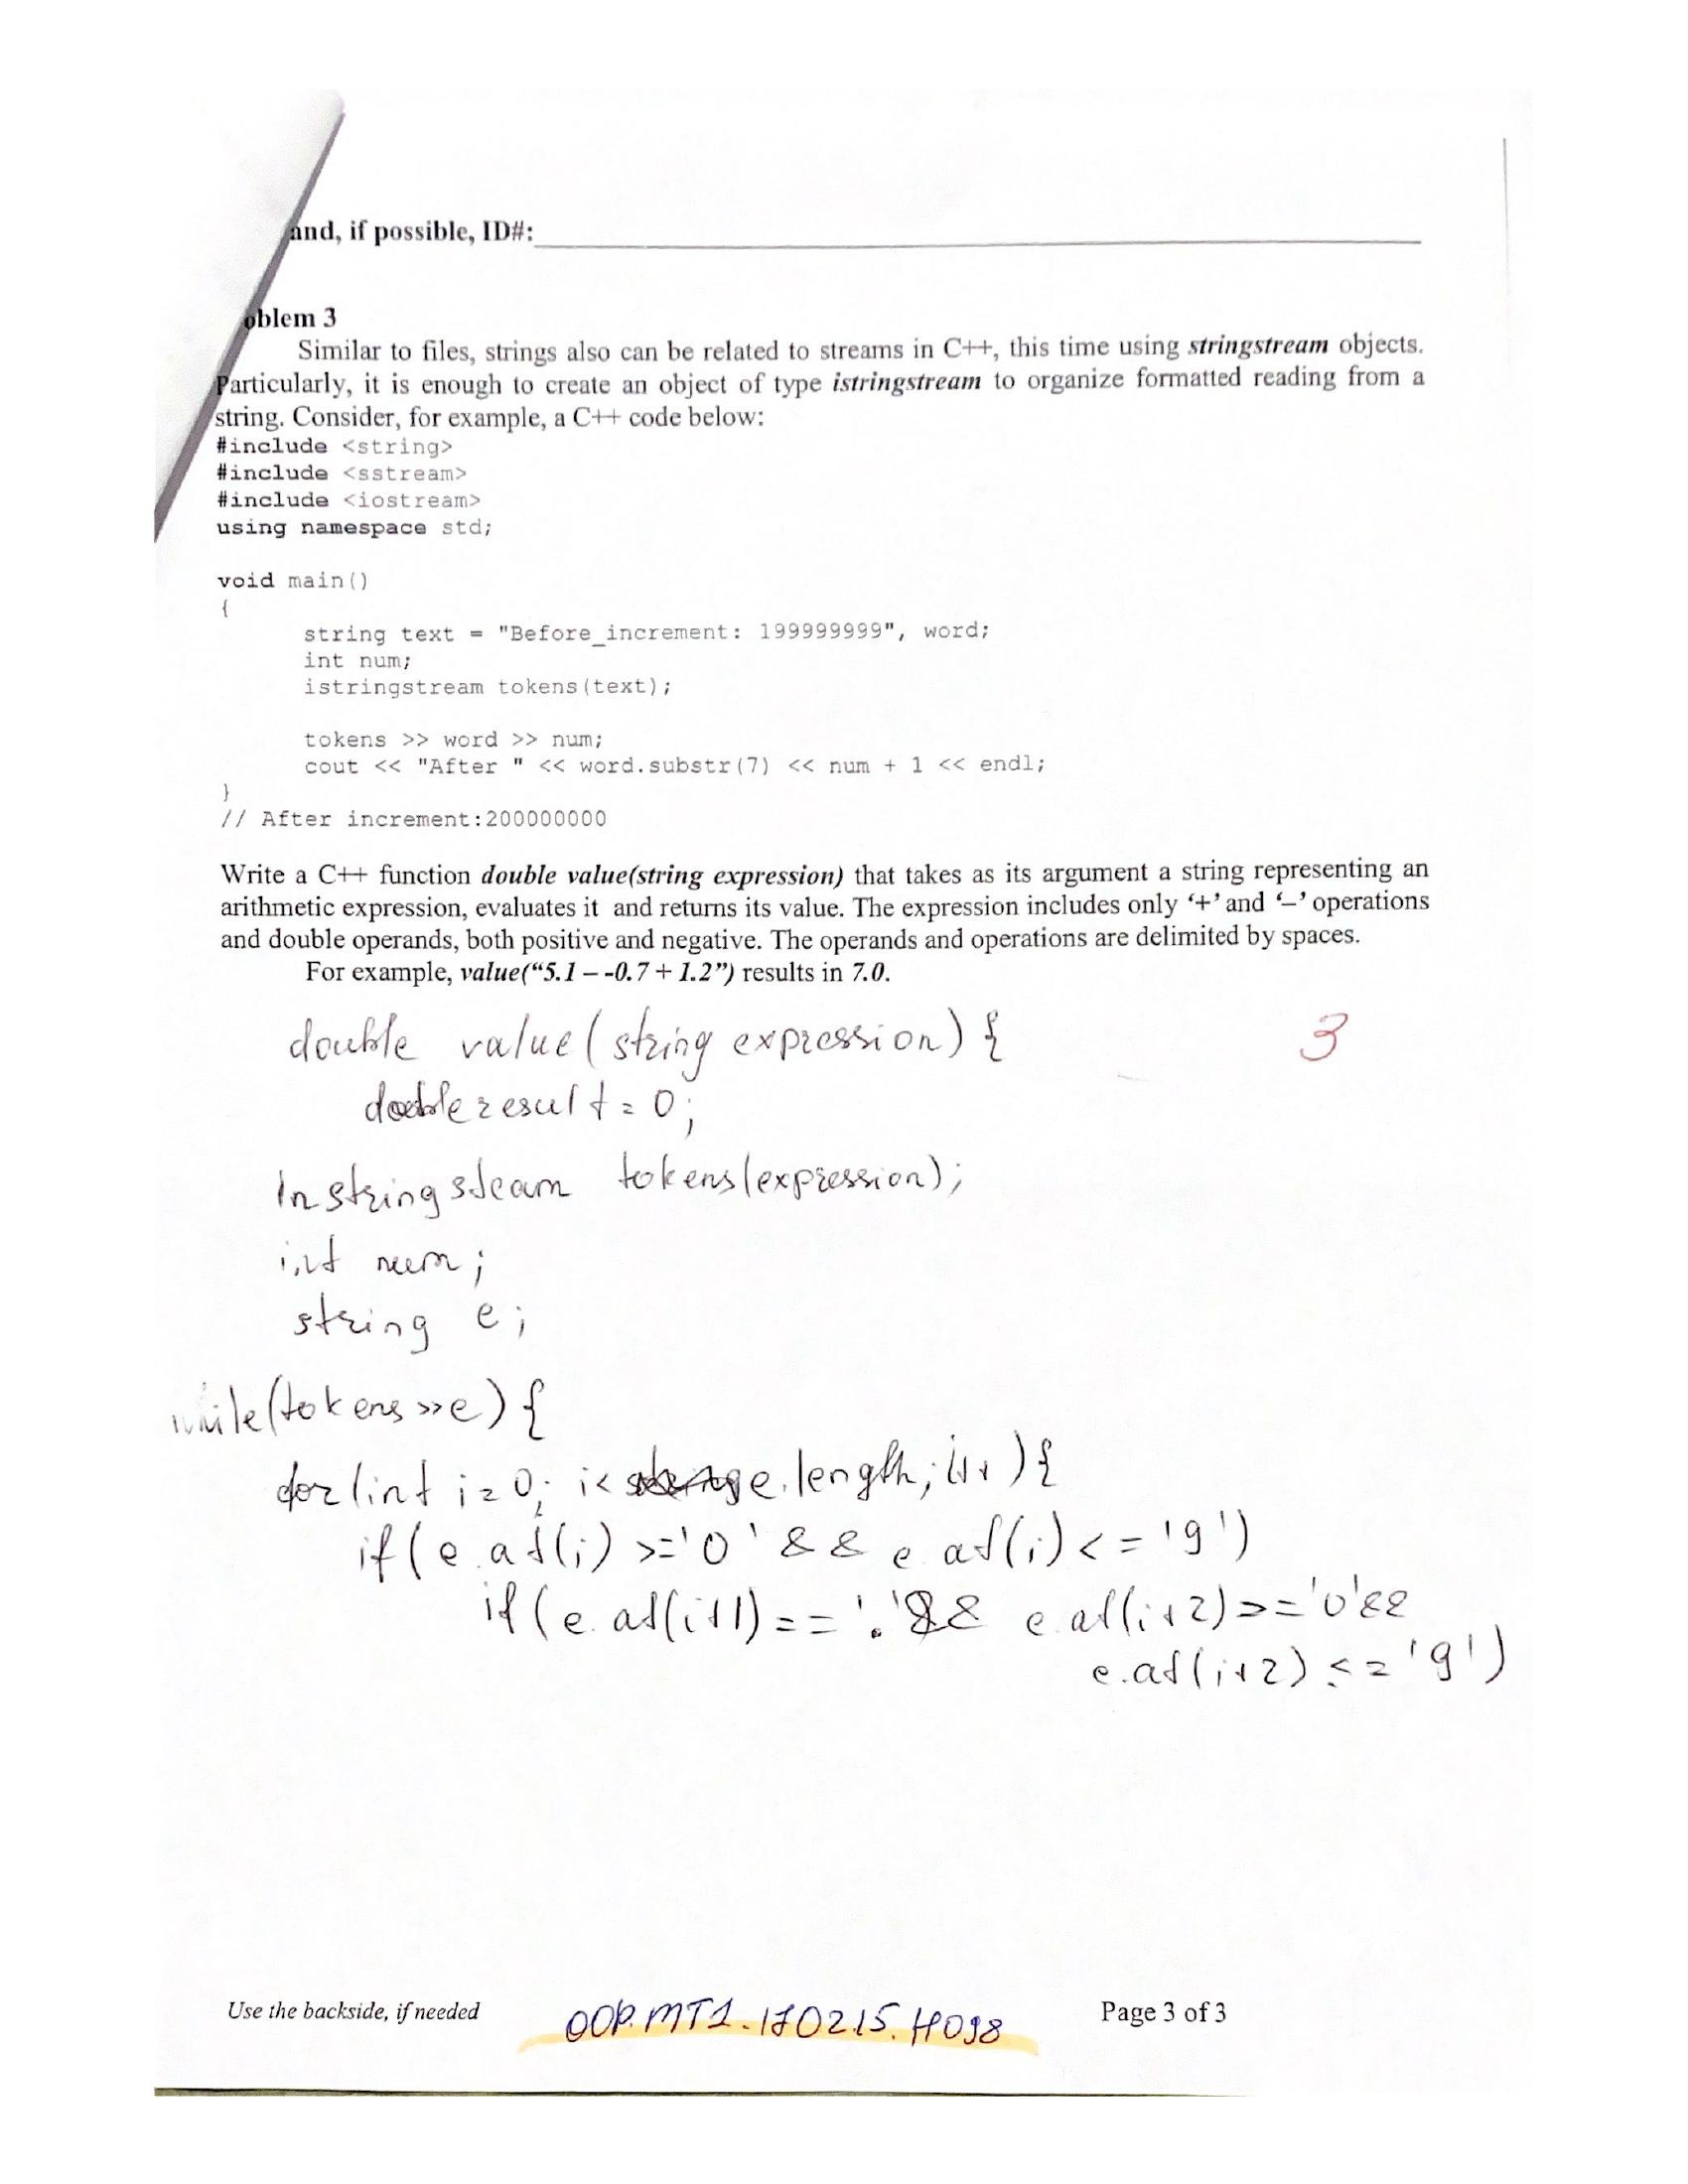 and, if possible, ID#:
oblem 3
Similar to files, strings also can be related to streams in C++, this time using stringstream objects.
Particularly, it is enough to create an object of type istringstream to organize formatted reading from a
string. Consider, for example, a C++ code below:
#include <string>
#include <sstream>
#include <iostream>
using namespace std;
void main()
{
string text = "Before_increment: 199999999", word;
int num;
istringstream tokens(text);
tokens >> word >> num;
cout << "After " << word.substr(7) << num + 1 << endl;
}
// After increment:200000000
Write a C++ function double value(string expression) that takes as its argument a string representing an
arithmetic expression, evaluates it and returns its value. The expression includes only ‘+’ and ‘–’ operations
and double operands, both positive and negative. The operands and operations are delimited by spaces.
For example, value(“5.1 – -0.7 + 1.2”) results in 7.0.
double value(string expression) {
3
double result = 0;
instringsteam tokens(expression);
int num;
string e;
while(tokens >> e) {
for(int i=0; i< e.length; i++){
if(e.at(i) >='0' && e at(i) <= '9')
if(e.at(i+1)== '.' && e.at(i+2)>='0'&&
e.at(i+2) <='9')
Use the backside, if needed
OOP.MT1.170215.H098
Page 3 of 3